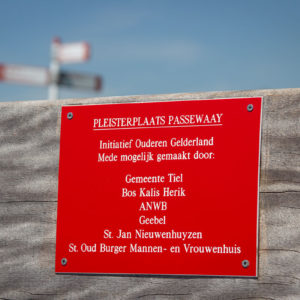 PLEISTERPLAATS PASSEWAAY
Initiatief Ouderen Gelderland
Mede mogelijk gemaakt door:
Gemeente Tiel
Bos Kalis Herik
ANWB
Geebel
St. Jan Nieuwenhuyzen
St. Oud Burger Mannen- en Vrouwenhuis